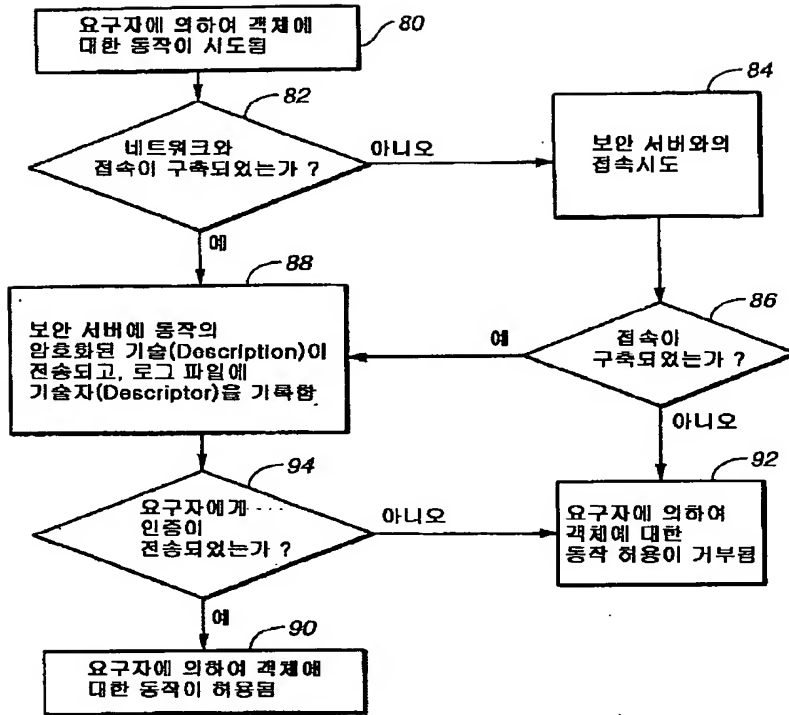 요구자에 의하여 객체에
대한 동작이 시도됨
80
82
네트워크와
접속이 구축되었는가 ?
아니오
84
보안 서버와의
접속시도
예
88
보안 서버에 동작의
암호화된 기술(Description)이
전송되고, 로그 파일에
기술자(Descriptor)을 기록함
예
86
접속이
구축되었는가 ?
아니오
94
요구자에게
인증이
전송되었는가 ?
아니오
92
요구자에 의하여
객체에 대한
동작 허용이 거부됨
예
90
요구자에 의하여 객체에
대한 동작이 허용됨